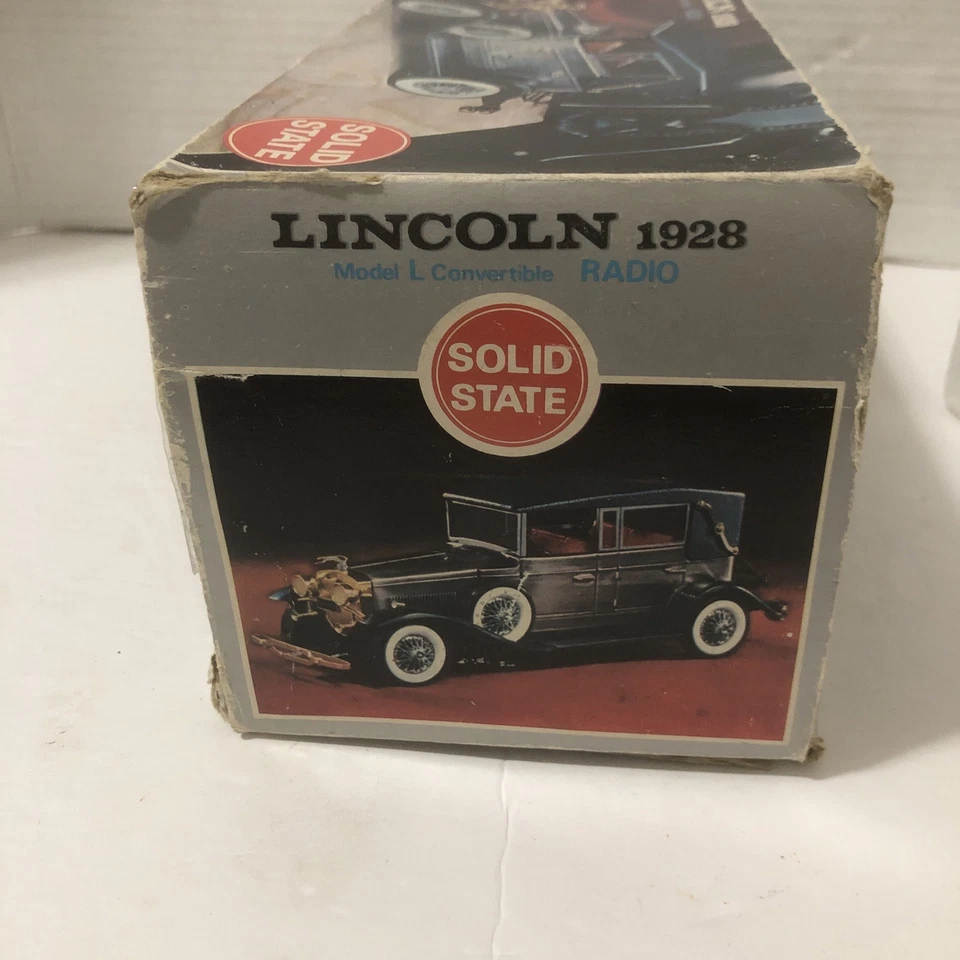 SOLID
STATE
LINCOLN 1928
Model L Convertible RADIO
SOLID
STATE